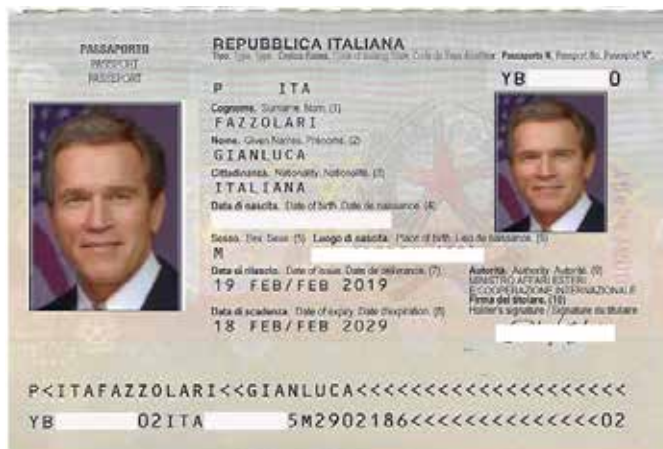 PASSAPORTO
PASSPORT
PASSEPORT
REPUBBLICA ITALIANA
Passaporto N. Passport No. Passeport N°.
YB 0
P ITA
Cognome. Surname. Nom. (1)
FAZZOLARI
Nome. Given Names. Prénoms. (2)
GIANLUCA
Cittadinanza. Nationality. Nationalité. (3)
ITALIANA
Data di nascita. Date of birth. Date de naissance. (4)
Sesso. Sex. Sexe. (5) Luogo di nascita. Place of birth. Lieu de naissance. (6)
M
Data di rilascio. Date of issue. Date de délivrance. (7)
19 FEB/FEB 2019
Data di scadenza. Date of expiry. Date d'expiration. (8)
18 FEB/FEB 2029
Autorità. Authority. Autorité. (9)
MINISTRO AFFARI ESTERI
E COOPERAZIONE INTERNAZIONALE
Firma del titolare. (10)
Holder's signature / Signature du titulaire
P<ITAFAZZOLARI<<GIANLUCA<<<<<<<<<<<<<<<<<<<<
YB 02ITA 5M2902186<<<<<<<<<<<<<<02